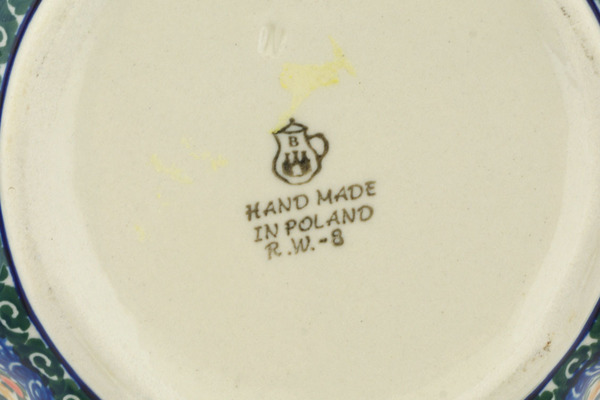 W.
B
HAND MADE
IN POLAND
R.W.-8